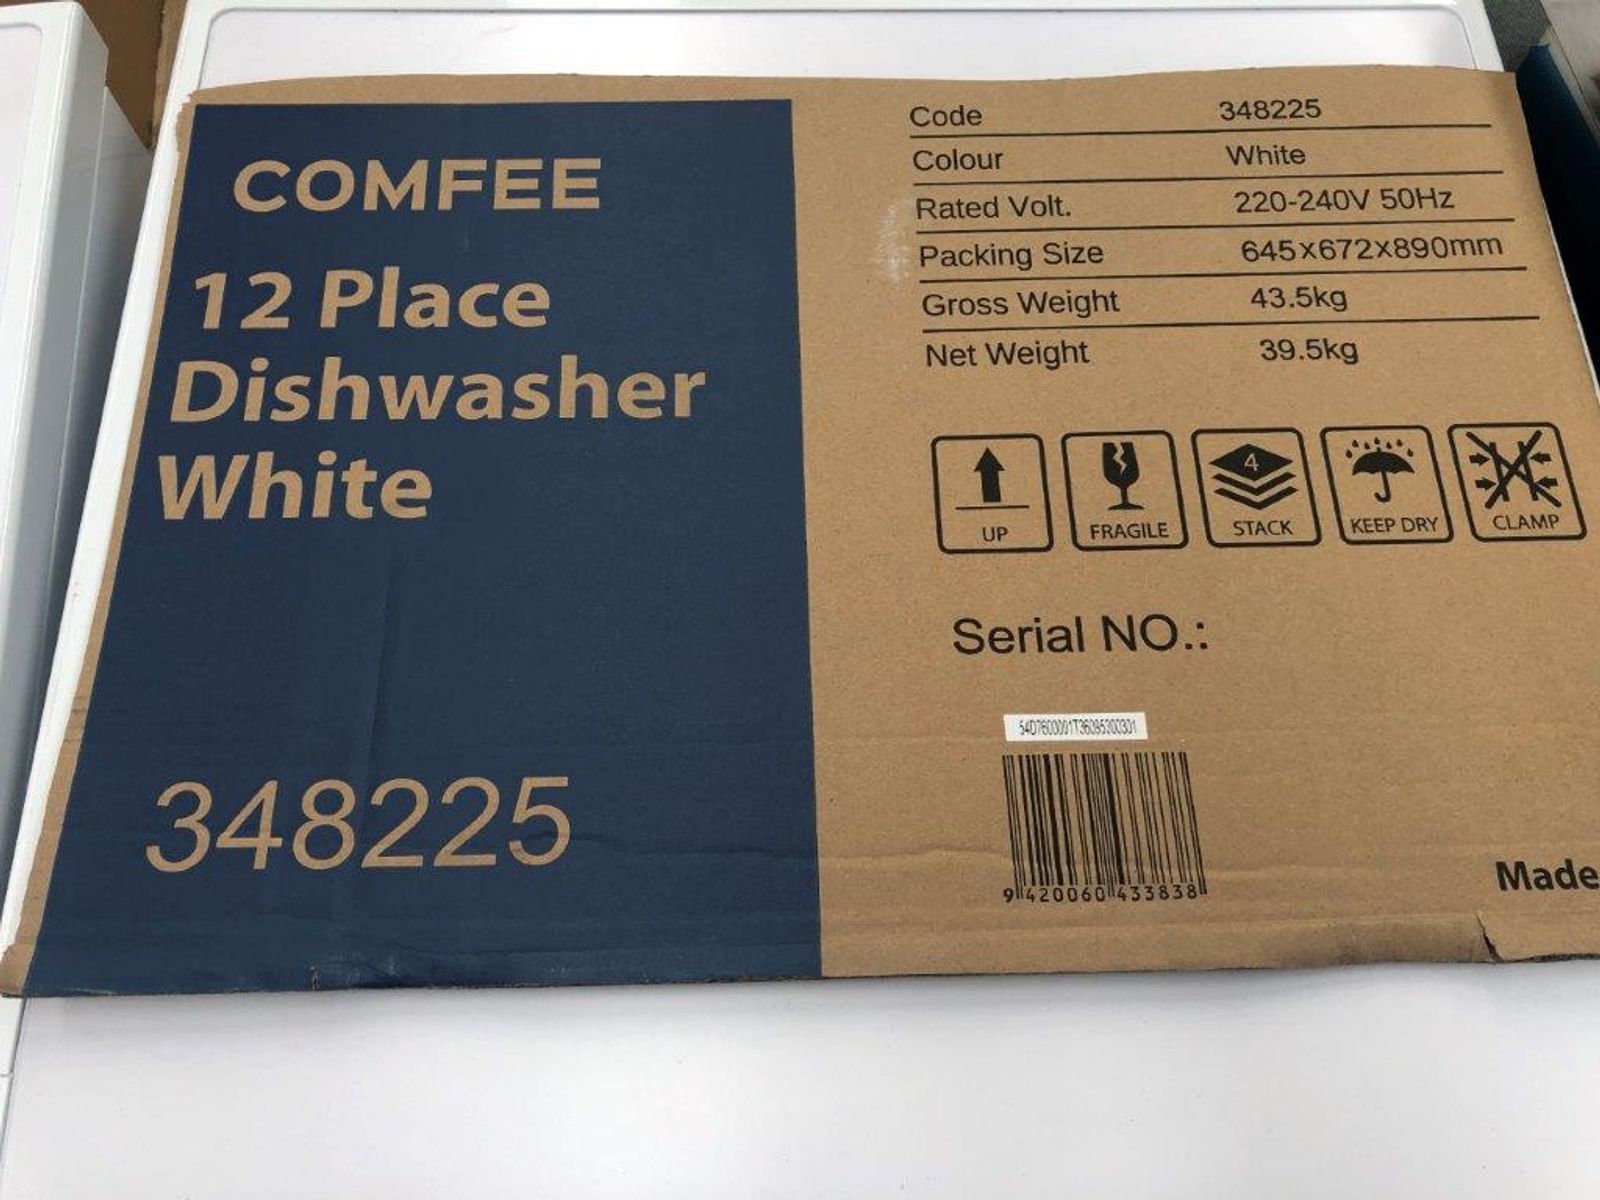 COMFEE
12 Place
Dishwasher
White
348225
Code 348225
Colour White
Rated Volt. 220-240V 50Hz
Packing Size 645x672x890mm
Gross Weight 43.5kg
Net Weight 39.5kg
4
UP FRAGILE STACK KEEP DRY CLAMP
Serial NO.:
54D7600001T36095300301
9 420060 433838
Made